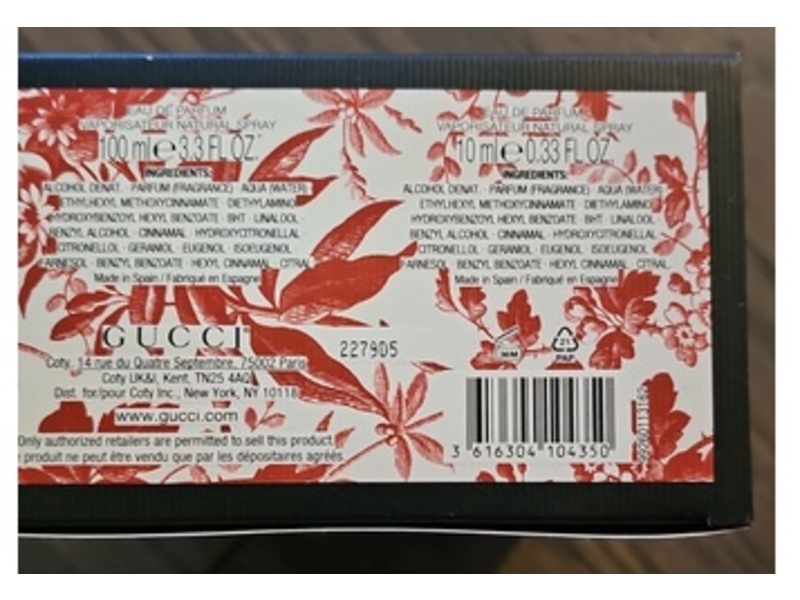 EAU DE PARFUM
VAPORISATEUR NATURAL SPRAY
100 ml e 3.3 FL.OZ.
INGREDIENTS:
ALCOHOL DENAT. · PARFUM (FRAGRANCE) · AQUA (WATER)
ETHYLHEXYL METHOXYCINNAMATE · DIETHYLAMINO
HYDROXYBENZOYL HEXYL BENZOATE · BHT · LINALOOL ·
BENZYL ALCOHOL · CINNAMAL · HYDROXYCITRONELLAL ·
CITRONELLOL · GERANIOL · EUGENOL · ISOEUGENOL ·
FARNESOL · BENZYL BENZOATE · HEXYL CINNAMAL · CITRAL
Made in Spain / Fabriqué en Espagne
EAU DE PARFUM
VAPORISATEUR NATURAL SPRAY
10 ml e 0.33 FL.OZ.
INGREDIENTS:
ALCOHOL DENAT. · PARFUM (FRAGRANCE) · AQUA (WATER)
ETHYLHEXYL METHOXYCINNAMATE · DIETHYLAMINO
HYDROXYBENZOYL HEXYL BENZOATE · BHT · LINALOOL ·
BENZYL ALCOHOL · CINNAMAL · HYDROXYCITRONELLAL ·
CITRONELLOL · GERANIOL · EUGENOL · ISOEUGENOL ·
FARNESOL · BENZYL BENZOATE · HEXYL CINNAMAL · CITRAL
Made in Spain / Fabriqué en Espagne
GUCCI
Coty, 14 rue du Quatre Septembre, 75002 Paris
Coty UK&I, Kent, TN25 4AQ
Dist. for/pour Coty Inc., New York, NY 10118
www.gucci.com
Only authorized retailers are permitted to sell this product.
produit ne peut être vendu que par les dépositaires agréés.
227905
21
PAP
3 616304 104350